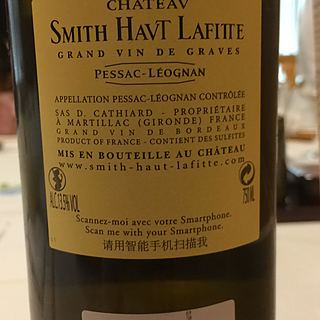 CHATEAU
SMITH HAVT LAFITTE
GRAND VIN DE GRAVES
PESSAC-LÉOGNAN
APPELLATION PESSAC-LÉOGNAN CONTRÔLÉE
SAS D. CATHIARD - PROPRIÉTAIRE
À MARTILLAC (GIRONDE) FRANCE
GRAND VIN DE BORDEAUX
PRODUCT OF FRANCE - CONTIENT DES SULFITES
MIS EN BOUTEILLE AU CHÂTEAU
www.smith-haut-lafitte.com
ALC.13.5% VOL
750 ML
Scannez-moi avec votre Smartphone.
Scan me with your Smartphone.
请用智能手机扫描我